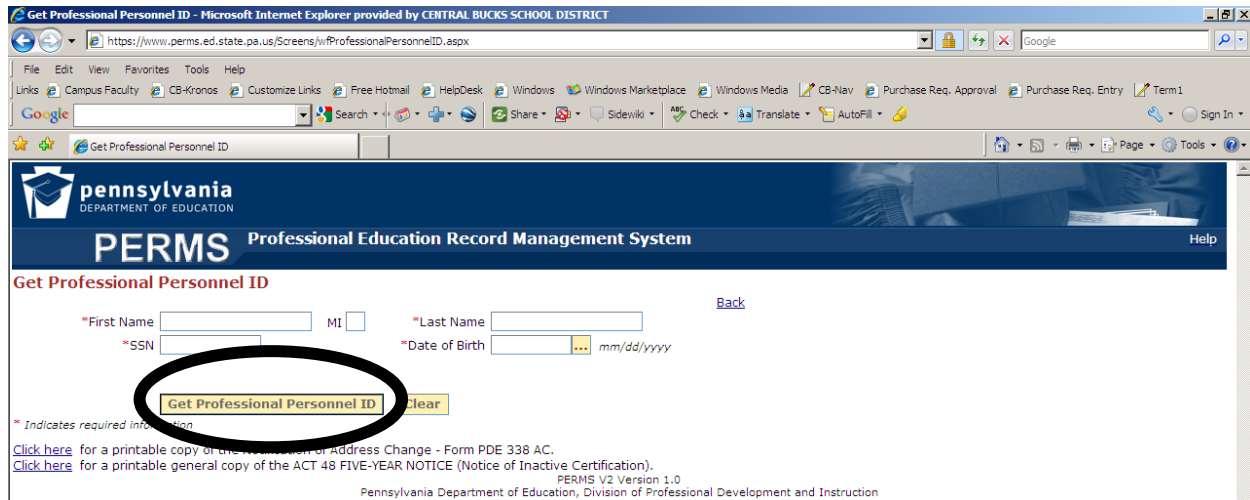 Get Professional Personnel ID - Microsoft Internet Explorer provided by CENTRAL BUCKS SCHOOL DISTRICT
https://www.perms.ed.state.pa.us/Screens/wfProfessionalPersonnelID.aspx Google
File Edit View Favorites Tools Help
Links Campus Faculty CB-Kronos Customize Links Free Hotmail HelpDesk Windows Windows Marketplace Windows Media CB-Nav Purchase Req. Approval Purchase Req. Entry Term1
Google Search Share Sidewiki ABC Check Translate AutoFill Sign In
Get Professional Personnel ID Page Tools
pennsylvania
DEPARTMENT OF EDUCATION
PERMS Professional Education Record Management System Help
Get Professional Personnel ID
Back
*First Name MI *Last Name
*SSN *Date of Birth ... mm/dd/yyyy
Get Professional Personnel ID Clear
* Indicates required information
Click here for a printable copy of the Notification of Address Change - Form PDE 338 AC.
Click here for a printable general copy of the ACT 48 FIVE-YEAR NOTICE (Notice of Inactive Certification).
PERMS V2 Version 1.0
Pennsylvania Department of Education, Division of Professional Development and Instruction